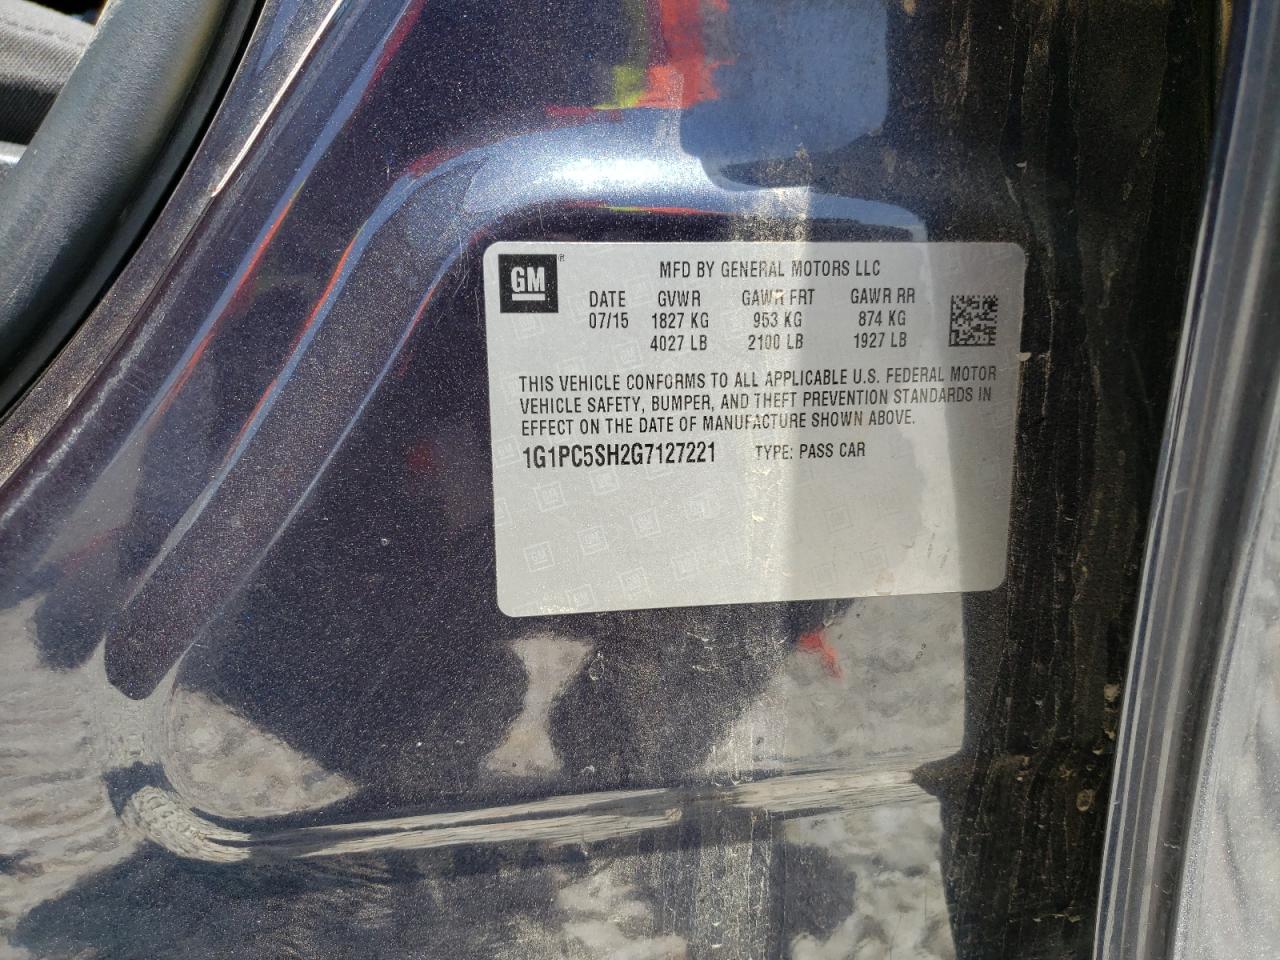 GM ®
MFD BY GENERAL MOTORS LLC
DATE GVWR GAWR FRT GAWR RR
07/15 1827 KG 953 KG 874 KG
4027 LB 2100 LB 1927 LB
THIS VEHICLE CONFORMS TO ALL APPLICABLE U.S. FEDERAL MOTOR
VEHICLE SAFETY, BUMPER, AND THEFT PREVENTION STANDARDS IN
EFFECT ON THE DATE OF MANUFACTURE SHOWN ABOVE.
1G1PC5SH2G7127221 TYPE: PASS CAR